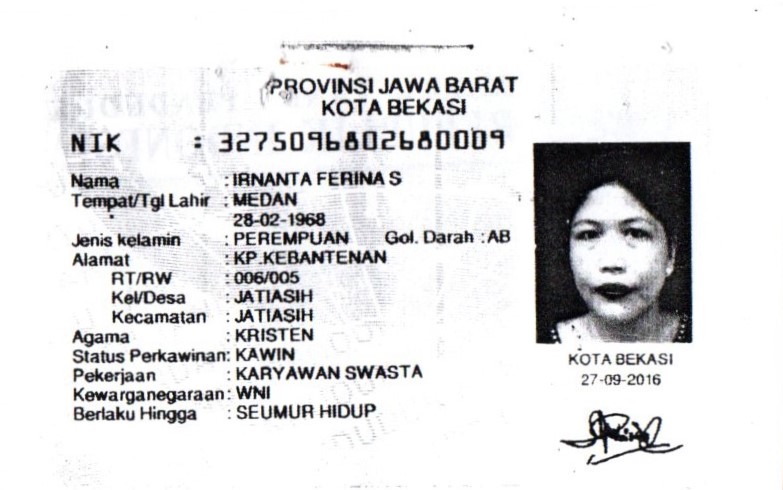 PROVINSI JAWA BARAT
KOTA BEKASI
NIK : 3275096802680009
Nama : IRNANTA FERINA S
Tempat/Tgl Lahir : MEDAN
28-02-1968
Jenis kelamin : PEREMPUAN Gol. Darah : AB
Alamat : KP.KEBANTENAN
RT/RW : 006/005
Kel/Desa : JATIASIH
Kecamatan : JATIASIH
Agama : KRISTEN
Status Perkawinan: KAWIN
Pekerjaan : KARYAWAN SWASTA
Kewarganegaraan: WNI
Berlaku Hingga : SEUMUR HIDUP
KOTA BEKASI
27-09-2016